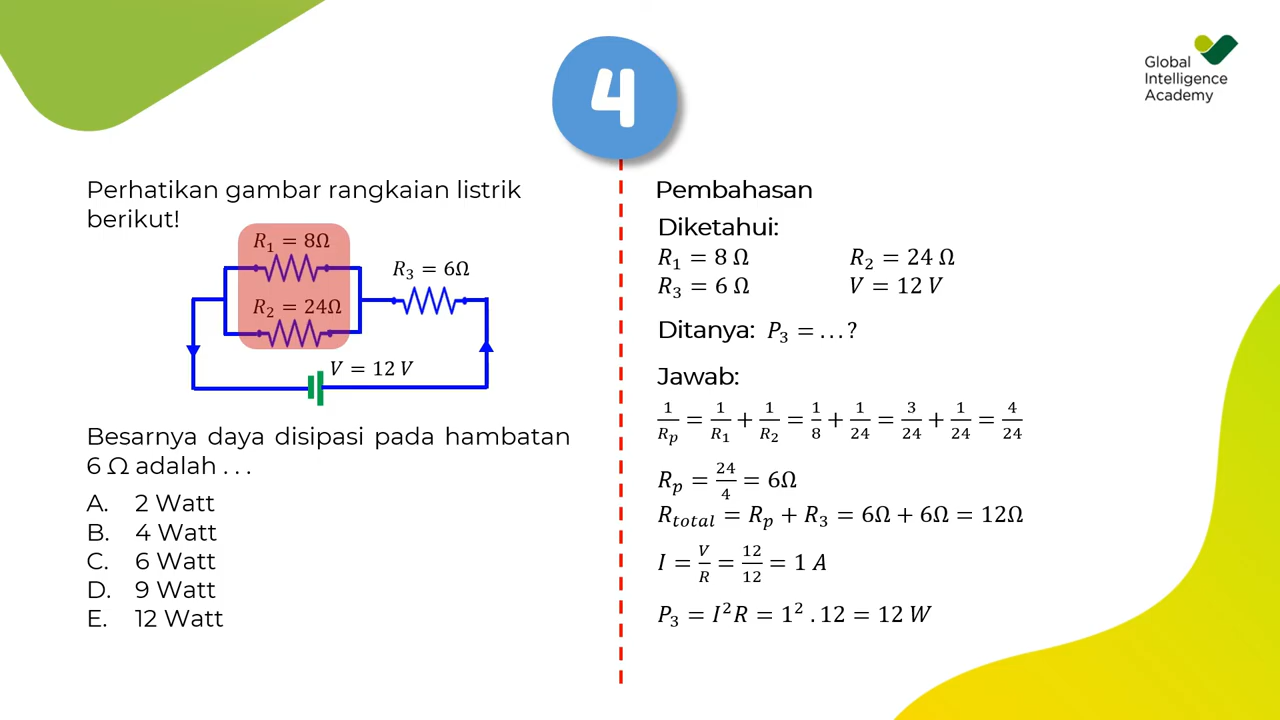 4
Global
Intelligence
Academy
Perhatikan gambar rangkaian listrik
berikut!
R₁ = 8Ω
R₂ = 24Ω
R₃ = 6Ω
V = 12 V
Besarnya daya disipasi pada hambatan
6 Ω adalah . . .
A. 2 Watt
B. 4 Watt
C. 6 Watt
D. 9 Watt
E. 12 Watt
Pembahasan
Diketahui:
R₁ = 8 Ω R₂ = 24 Ω
R₃ = 6 Ω V = 12 V
Ditanya: P₃ = ...?
Jawab:
1/Rₚ = 1/R₁ + 1/R₂ = 1/8 + 1/24 = 3/24 + 1/24 = 4/24
Rₚ = 24/4 = 6Ω
R_total = Rₚ + R₃ = 6Ω + 6Ω = 12Ω
I = V/R = 12/12 = 1 A
P₃ = I²R = 1² . 12 = 12 W